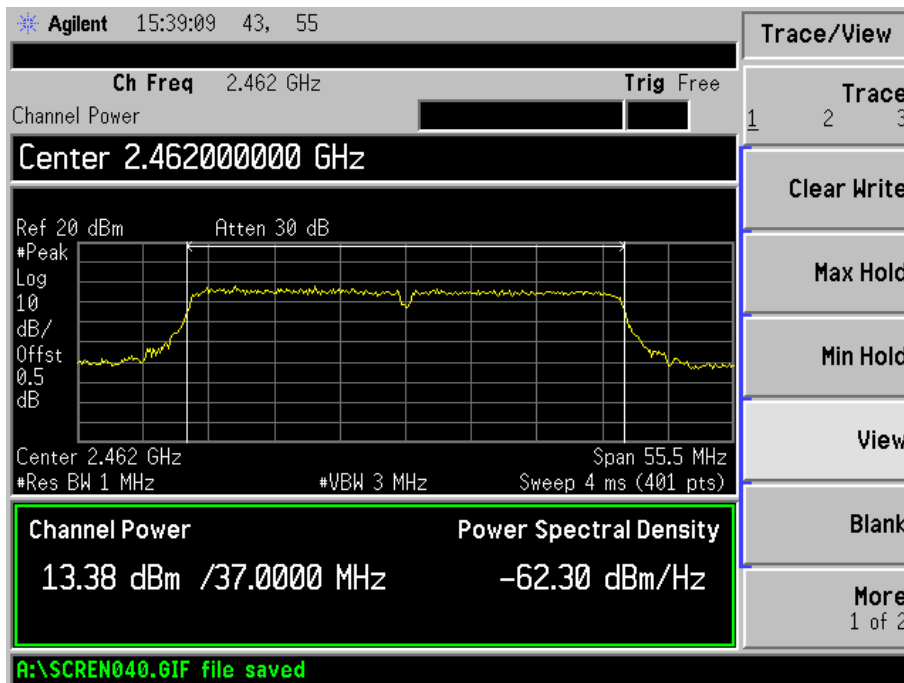 Agilent 15:39:09 43, 55
Ch Freq 2.462 GHz Trig Free
Channel Power
Center 2.462000000 GHz
Ref 20 dBm Atten 30 dB
#Peak
Log
10
dB/
Offst
0.5
dB
Center 2.462 GHz Span 55.5 MHz
#Res BW 1 MHz #VBW 3 MHz Sweep 4 ms (401 pts)
Channel Power Power Spectral Density
13.38 dBm /37.0000 MHz -62.30 dBm/Hz
A:\SCREN040.GIF file saved
Trace/View
Trace
1 2 3
Clear Write
Max Hold
Min Hold
View
Blank
More
1 of 2